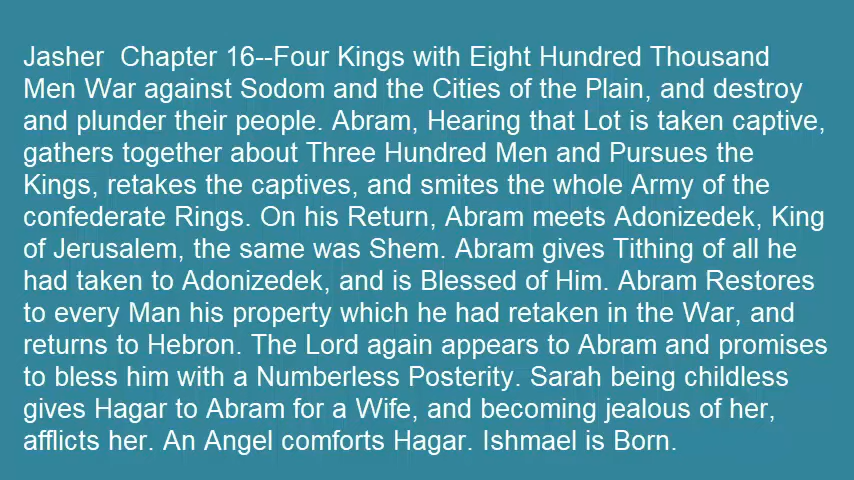 Jasher  Chapter 16--Four Kings with Eight Hundred Thousand
Men War against Sodom and the Cities of the Plain, and destroy
and plunder their people. Abram, Hearing that Lot is taken captive,
gathers together about Three Hundred Men and Pursues the
Kings, retakes the captives, and smites the whole Army of the
confederate Rings. On his Return, Abram meets Adonizedek, King
of Jerusalem, the same was Shem. Abram gives Tithing of all he
had taken to Adonizedek, and is Blessed of Him. Abram Restores
to every Man his property which he had retaken in the War, and
returns to Hebron. The Lord again appears to Abram and promises
to bless him with a Numberless Posterity. Sarah being childless
gives Hagar to Abram for a Wife, and becoming jealous of her,
afflicts her. An Angel comforts Hagar. Ishmael is Born.